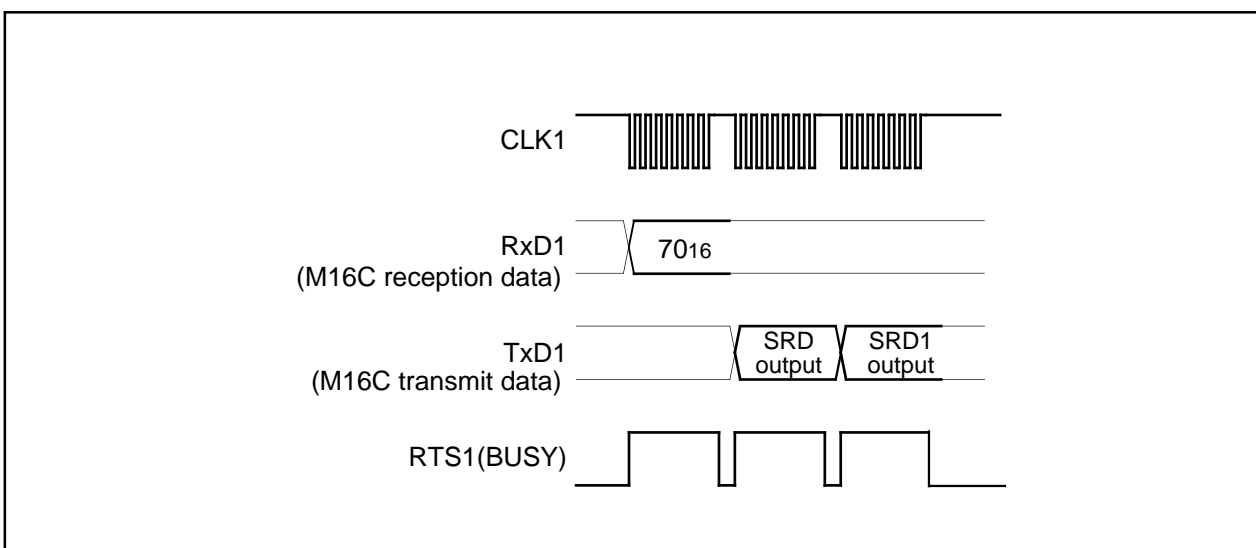 CLK1
RxD1
(M16C reception data)
7016
TxD1
(M16C transmit data)
SRD
output
SRD1
output
RTS1(BUSY)